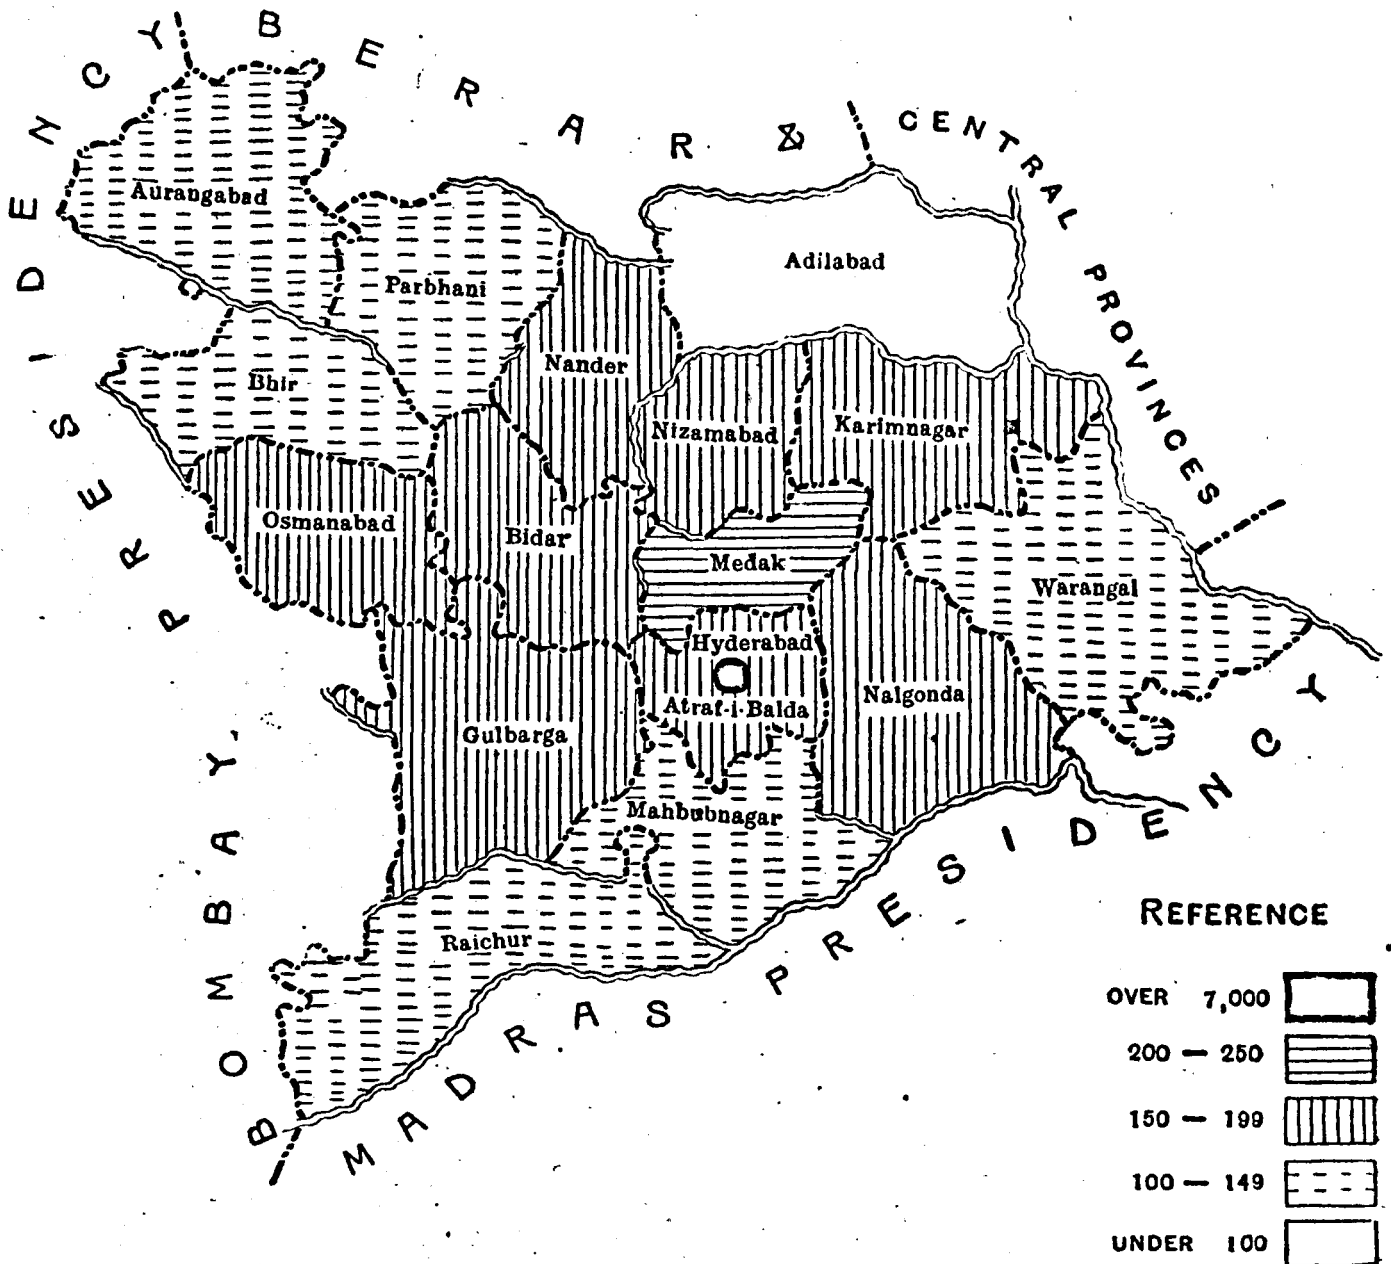 BERAR & CENTRAL PROVINCES
BOMBAY PRESIDENCY
MADRAS PRESIDENCY
Aurangabad
Parbhani
Adilabad
Nander
Bhir
Nizamabad
Karimnagar
Osmanabad
Bidar
Medak
Warangal
Hyderabad
Atraf-i-Balda
Nalgonda
Gulbarga
Mahbubnagar
Raichur
REFERENCE
OVER 7,000
200 — 250
150 — 199
100 — 149
UNDER 100